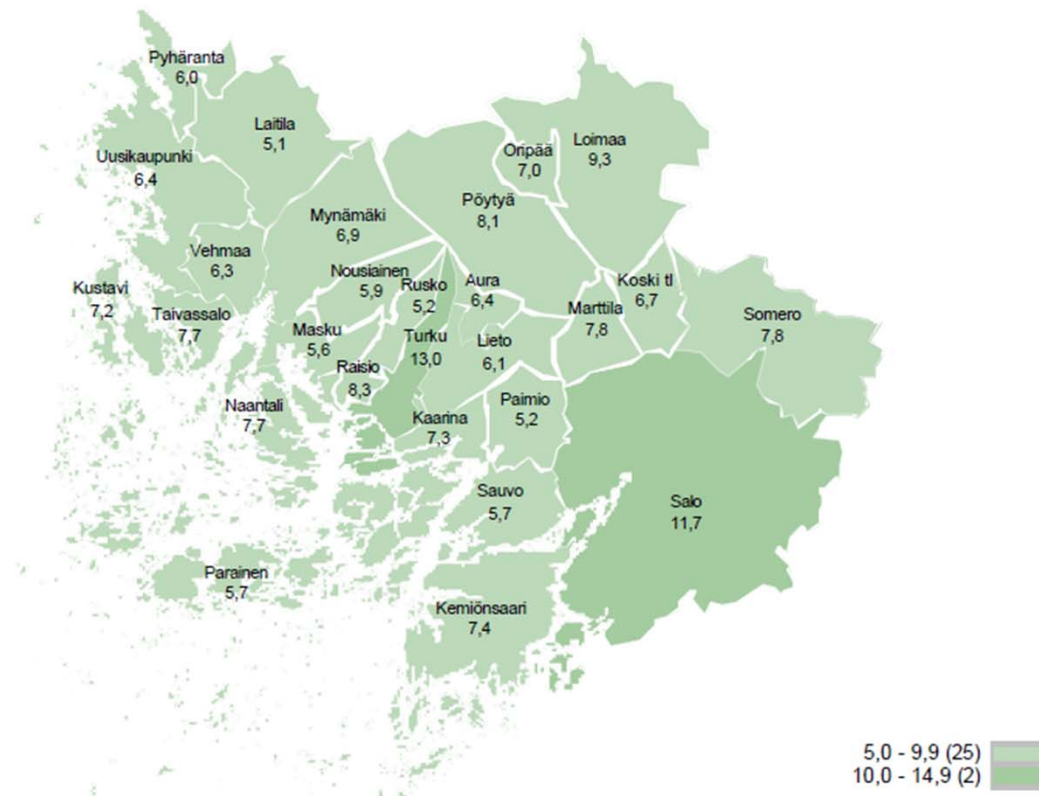 Pyhäranta
6,0
Laitila
5,1
Uusikaupunki
6,4
Loimaa
9,3
Oripää
7,0
Pöytyä
8,1
Mynämäki
6,9
Vehmaa
6,3
Nousiainen
5,9
Rusko
5,2
Aura
6,4
Koski tl
6,7
Kustavi
7,2
Taivassalo
7,7
Marttila
7,8
Somero
7,8
Masku
5,6
Turku
13,0
Lieto
6,1
Raisio
8,3
Naantali
7,7
Paimio
5,2
Kaarina
7,3
Sauvo
5,7
Salo
11,7
Parainen
5,7
Kemiönsaari
7,4
5,0 - 9,9 (25)
10,0 - 14,9 (2)